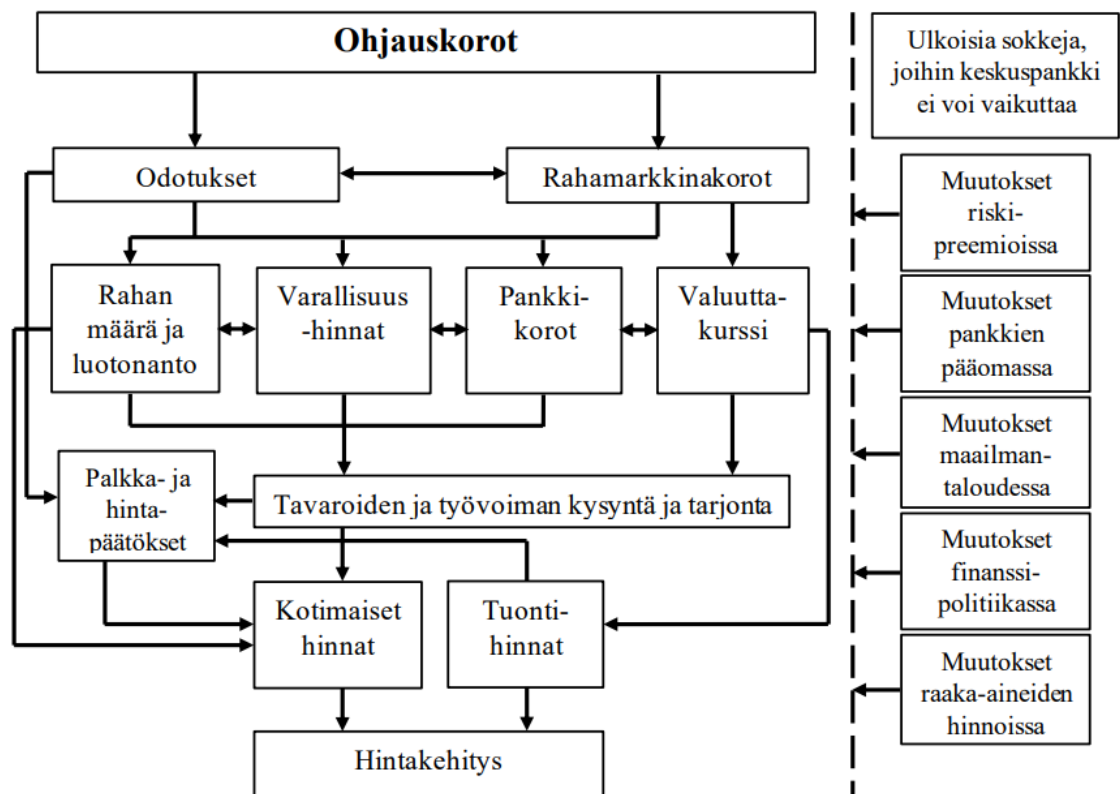 Ohjauskorot
Ulkoisia sokkeja,
joihin keskuspankki
ei voi vaikuttaa
Odotukset
Rahamarkkinakorot
Muutokset
riski-
preemioissa
Rahan
määrä ja
luotonanto
Varallisuus
-hinnat
Pankki-
korot
Valuutta-
kurssi
Muutokset
pankkien
pääomassa
Muutokset
maailman-
taloudessa
Palkka- ja
hinta-
päätökset
Tavaroiden ja työvoiman kysyntä ja tarjonta
Muutokset
finanssi-
politiikassa
Kotimaiset
hinnat
Tuonti-
hinnat
Muutokset
raaka-aineiden
hinnoissa
Hintakehitys